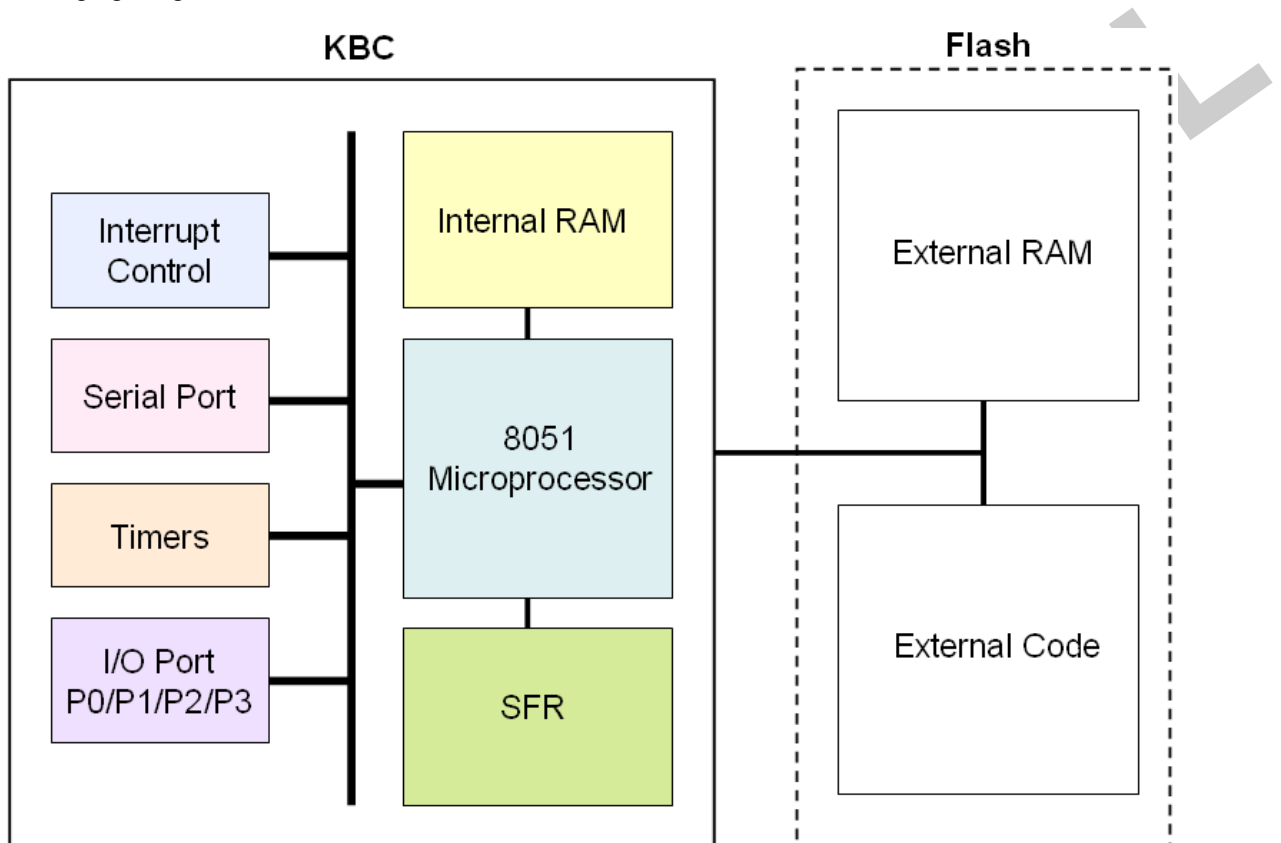 KBC
Flash
Interrupt
Control
Serial Port
Timers
I/O Port
P0/P1/P2/P3
Internal RAM
8051
Microprocessor
SFR
External RAM
External Code